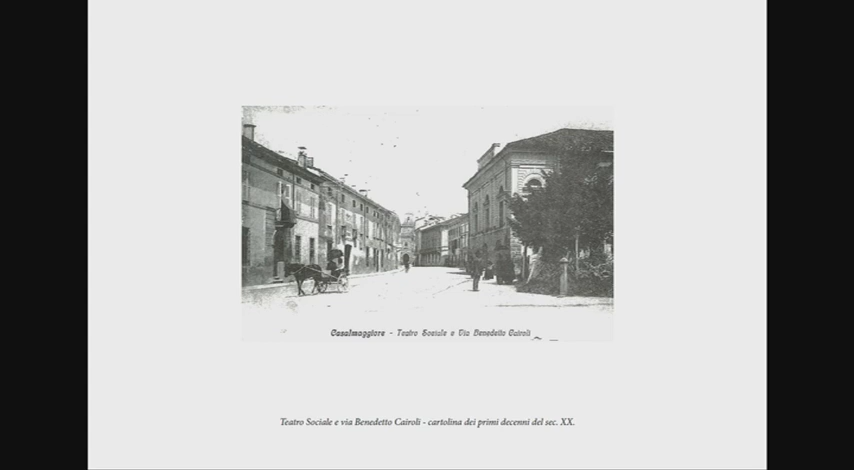 Casalmaggiore - Teatro Sociale e Via Benedetto Cairoli
Teatro Sociale e via Benedetto Cairoli - cartolina dei primi decenni del sec. XX.